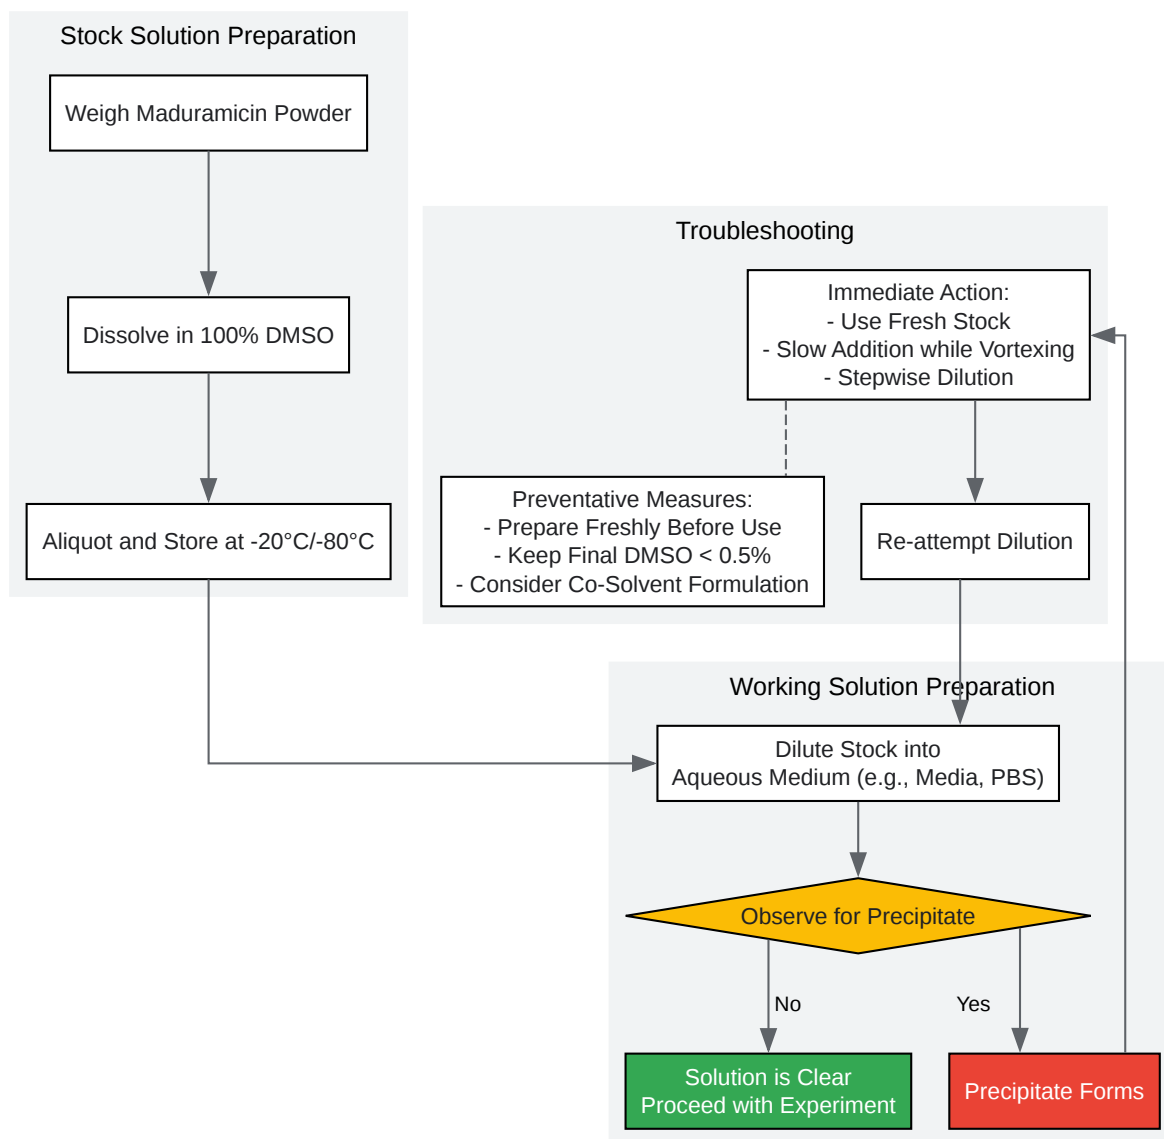 Stock Solution Preparation
Weigh Maduramicin Powder
Dissolve in 100% DMSO
Aliquot and Store at -20°C/-80°C
Troubleshooting
Immediate Action:
- Use Fresh Stock
- Slow Addition while Vortexing
- Stepwise Dilution
Preventative Measures:
- Prepare Freshly Before Use
- Keep Final DMSO < 0.5%
- Consider Co-Solvent Formulation
Re-attempt Dilution
Working Solution Preparation
Dilute Stock into
Aqueous Medium (e.g., Media, PBS)
Observe for Precipitate
No
Yes
Solution is Clear
Proceed with Experiment
Precipitate Forms